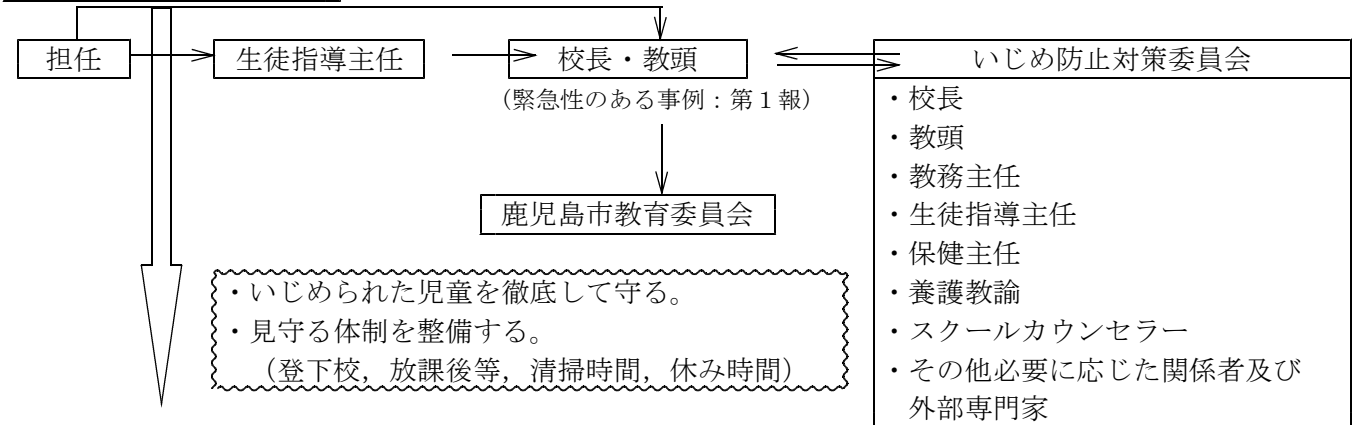 担任
生徒指導主任
校長・教頭
(緊急性のある事例：第１報)
鹿児島市教育委員会
・いじめられた児童を徹底して守る。
・見守る体制を整備する。
（登下校，放課後等，清掃時間，休み時間）
いじめ防止対策委員会
・校長
・教頭
・教務主任
・生徒指導主任
・保健主任
・養護教諭
・スクールカウンセラー
・その他必要に応じた関係者及び
外部専門家